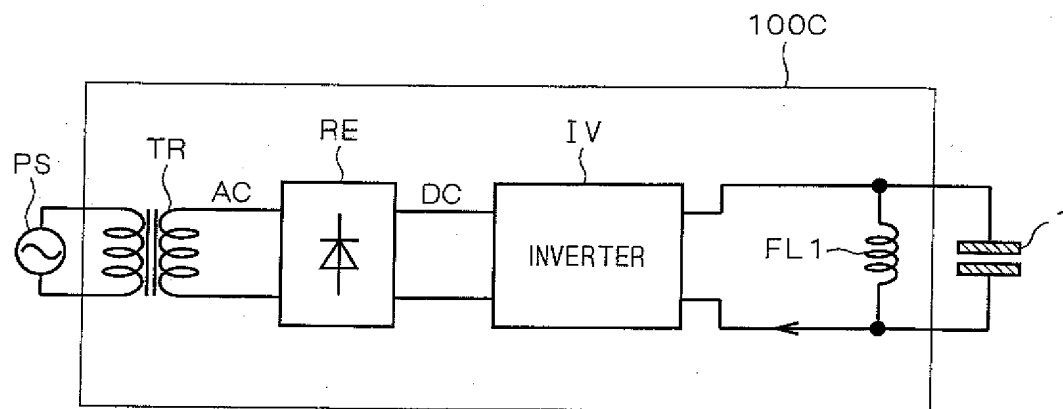 100C
RE
IV
PS
TR
AC
DC
INVERTER
FL1